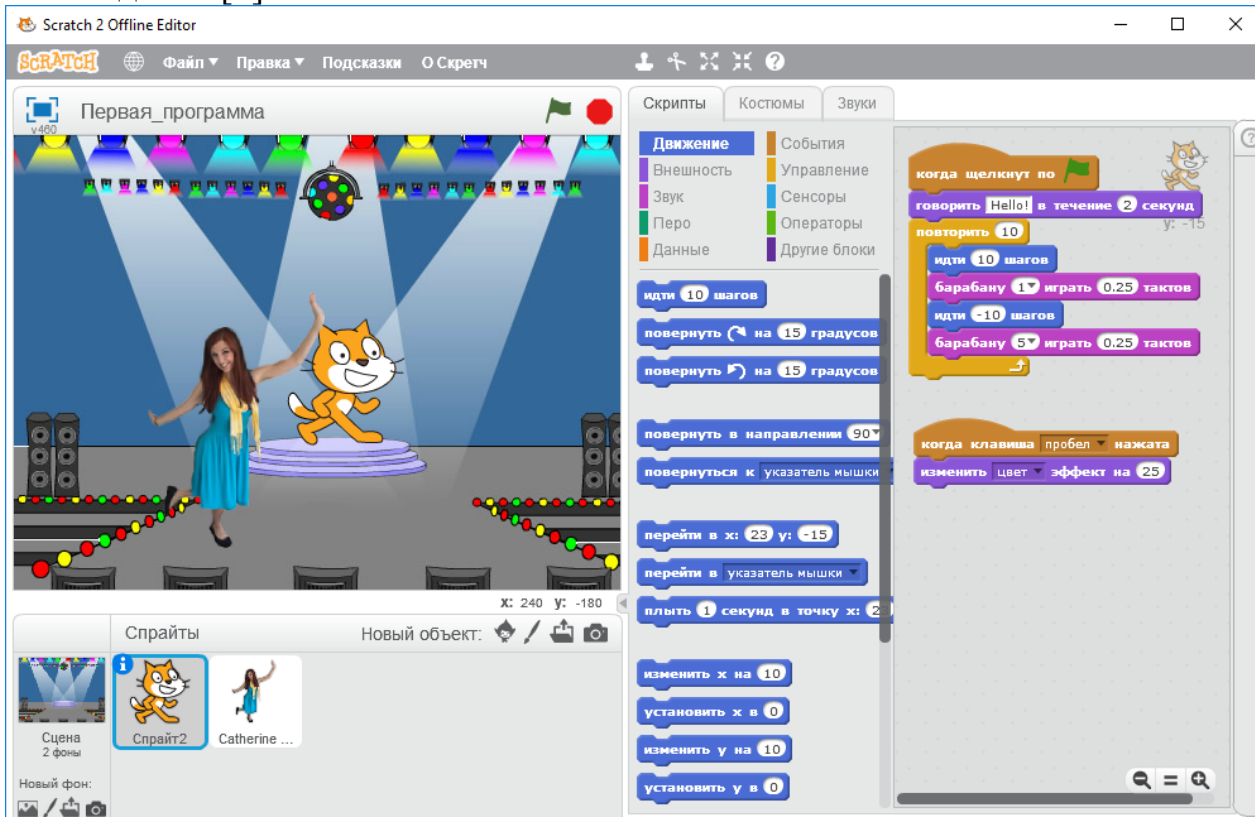 Scratch 2 Offline Editor
SCRATCH Файл Правка Подсказки О Скретч
v460
Первая_программа
x: 240 y: -180
Спрайты
Новый объект:
Сцена
2 фоны
Новый фон:
Спрайт2
Catherine ...
Скрипты Костюмы Звуки
Движение
Внешность
Звук
Перо
Данные
События
Управление
Сенсоры
Операторы
Другие блоки
идти 10 шагов
повернуть на 15 градусов
повернуть на 15 градусов
повернуть в направлении 90
повернуться к указатель мышки
перейти в x: 23 y: -15
перейти в указатель мышки
плыть 1 секунд в точку x: 2
изменить x на 10
установить x в 0
изменить y на 10
установить y в 0
когда щелкнут по
говорить Hello! в течение 2 секунд
y: -15
повторить 10
идти 10 шагов
барабану 1 играть 0.25 тактов
идти -10 шагов
барабану 5 играть 0.25 тактов
когда клавиша пробел нажата
изменить цвет эффект на 25